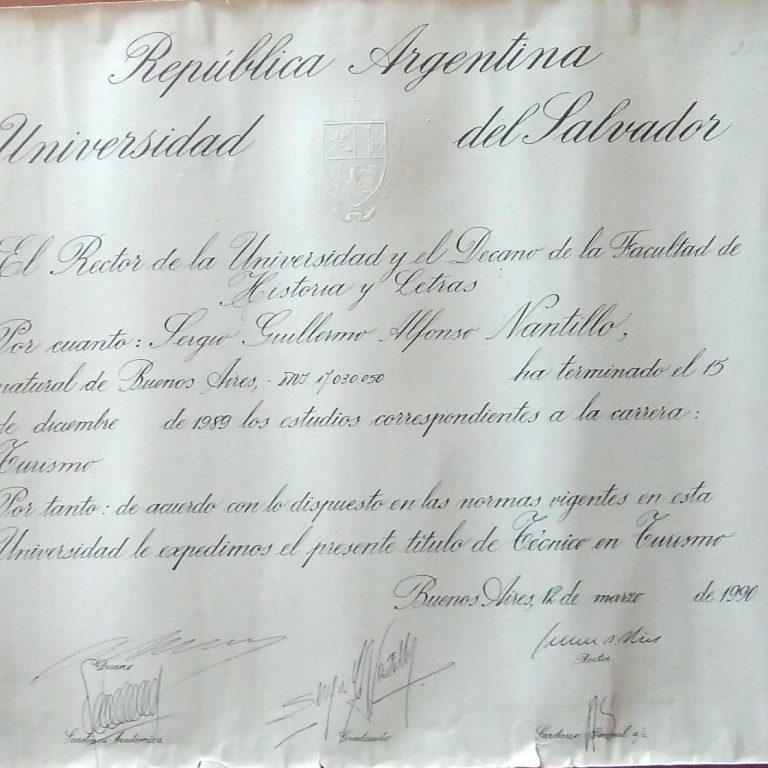 República Argentina
Universidad del Salvador
El Rector de la Universidad y el Decano de la Facultad de
Historia y Letras
Por cuanto: Sergio Guillermo Alfonso Nantillo,
natural de Buenos Aires, - DNI 17.030.050 ha terminado el 15
de diciembre de 1989 los estudios correspondientes a la carrera:
Turismo
Por tanto: de acuerdo con lo dispuesto en las normas vigentes en esta
Universidad le expedimos el presente título de Técnico en Turismo
Buenos Aires, 12 de marzo de 1990
Decano
Rector
Secretaria Académica
Graduado
Secretario General a/c